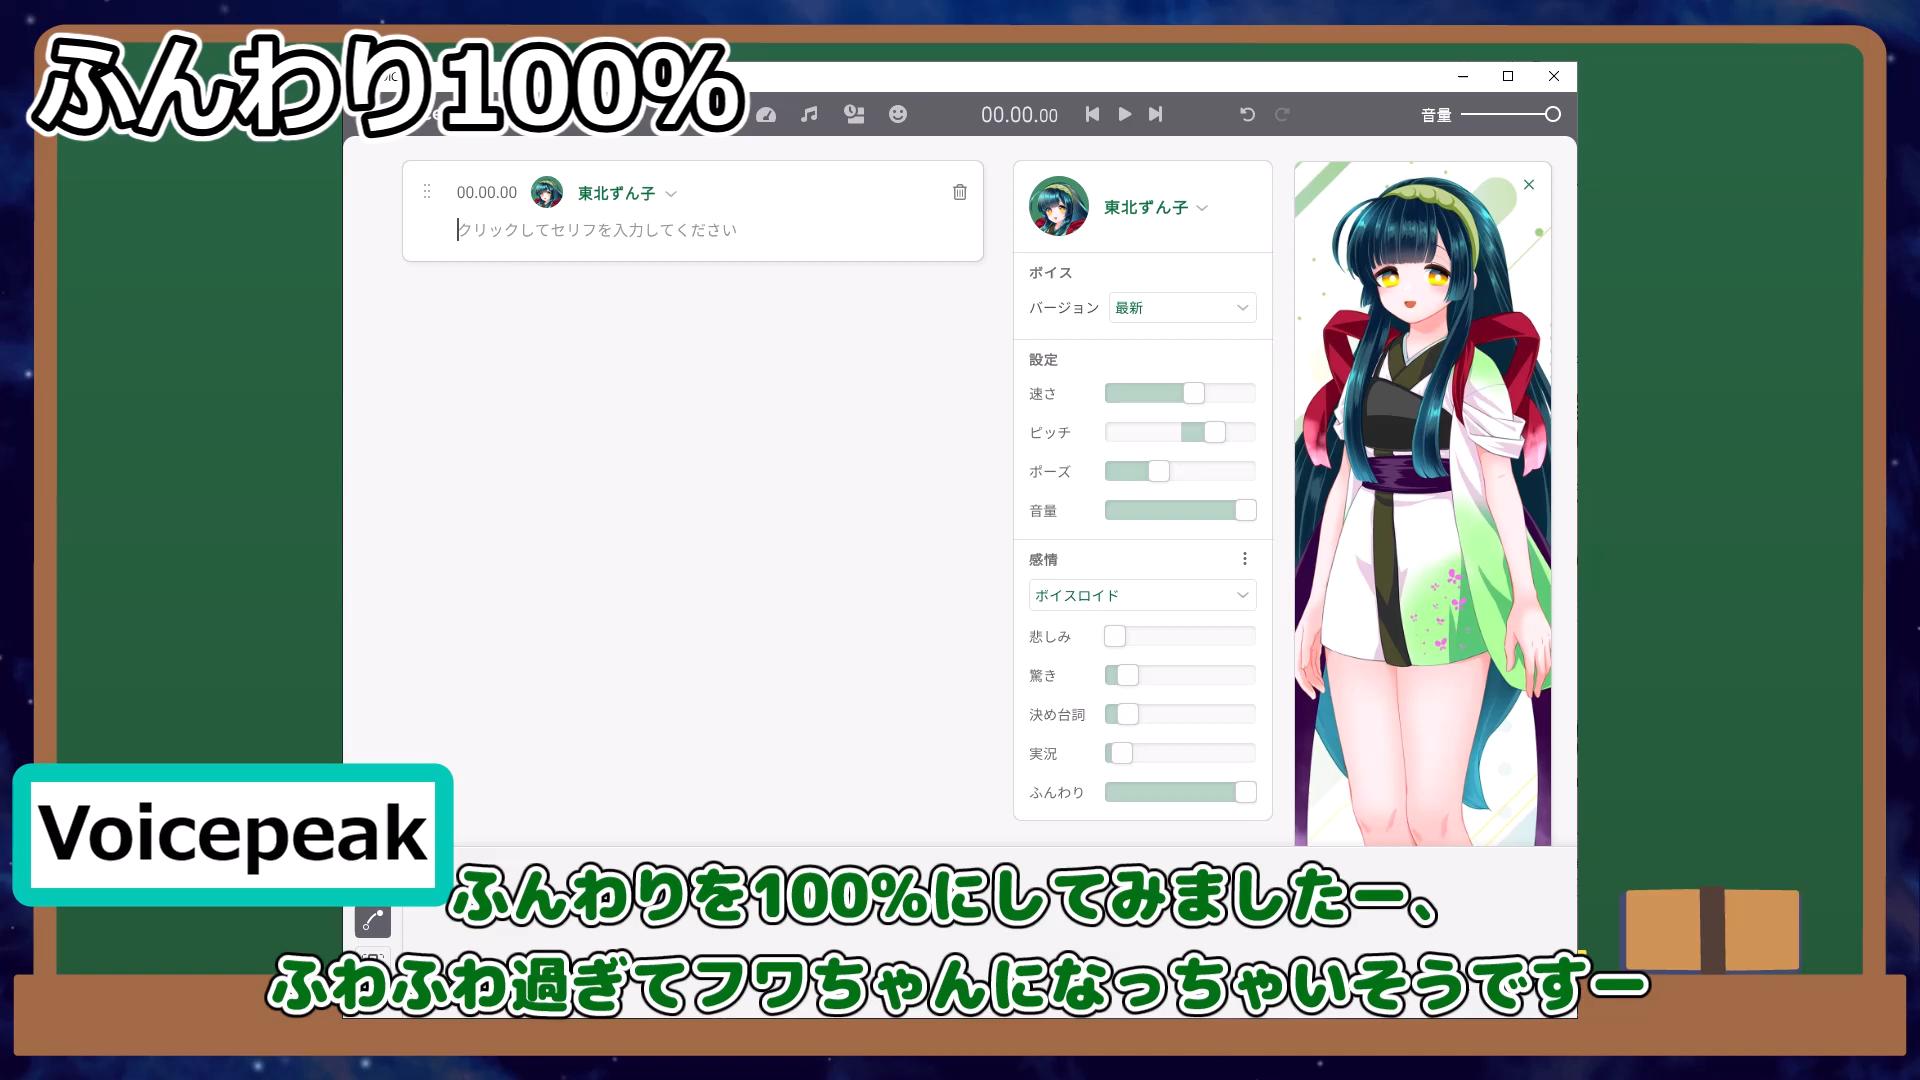 ふんわり100%
00.00.00
音量
00.00.00
東北ずん子
クリックしてセリフを入力してください
東北ずん子
ボイス
バージョン
最新
設定
速さ
ピッチ
ポーズ
音量
感情
ボイスロイド
悲しみ
驚き
決め台詞
実況
ふんわり
Voicepeak
ふんわりを100%にしてみましたー、
ふわふわ過ぎてフワちゃんになっちゃいそうですー